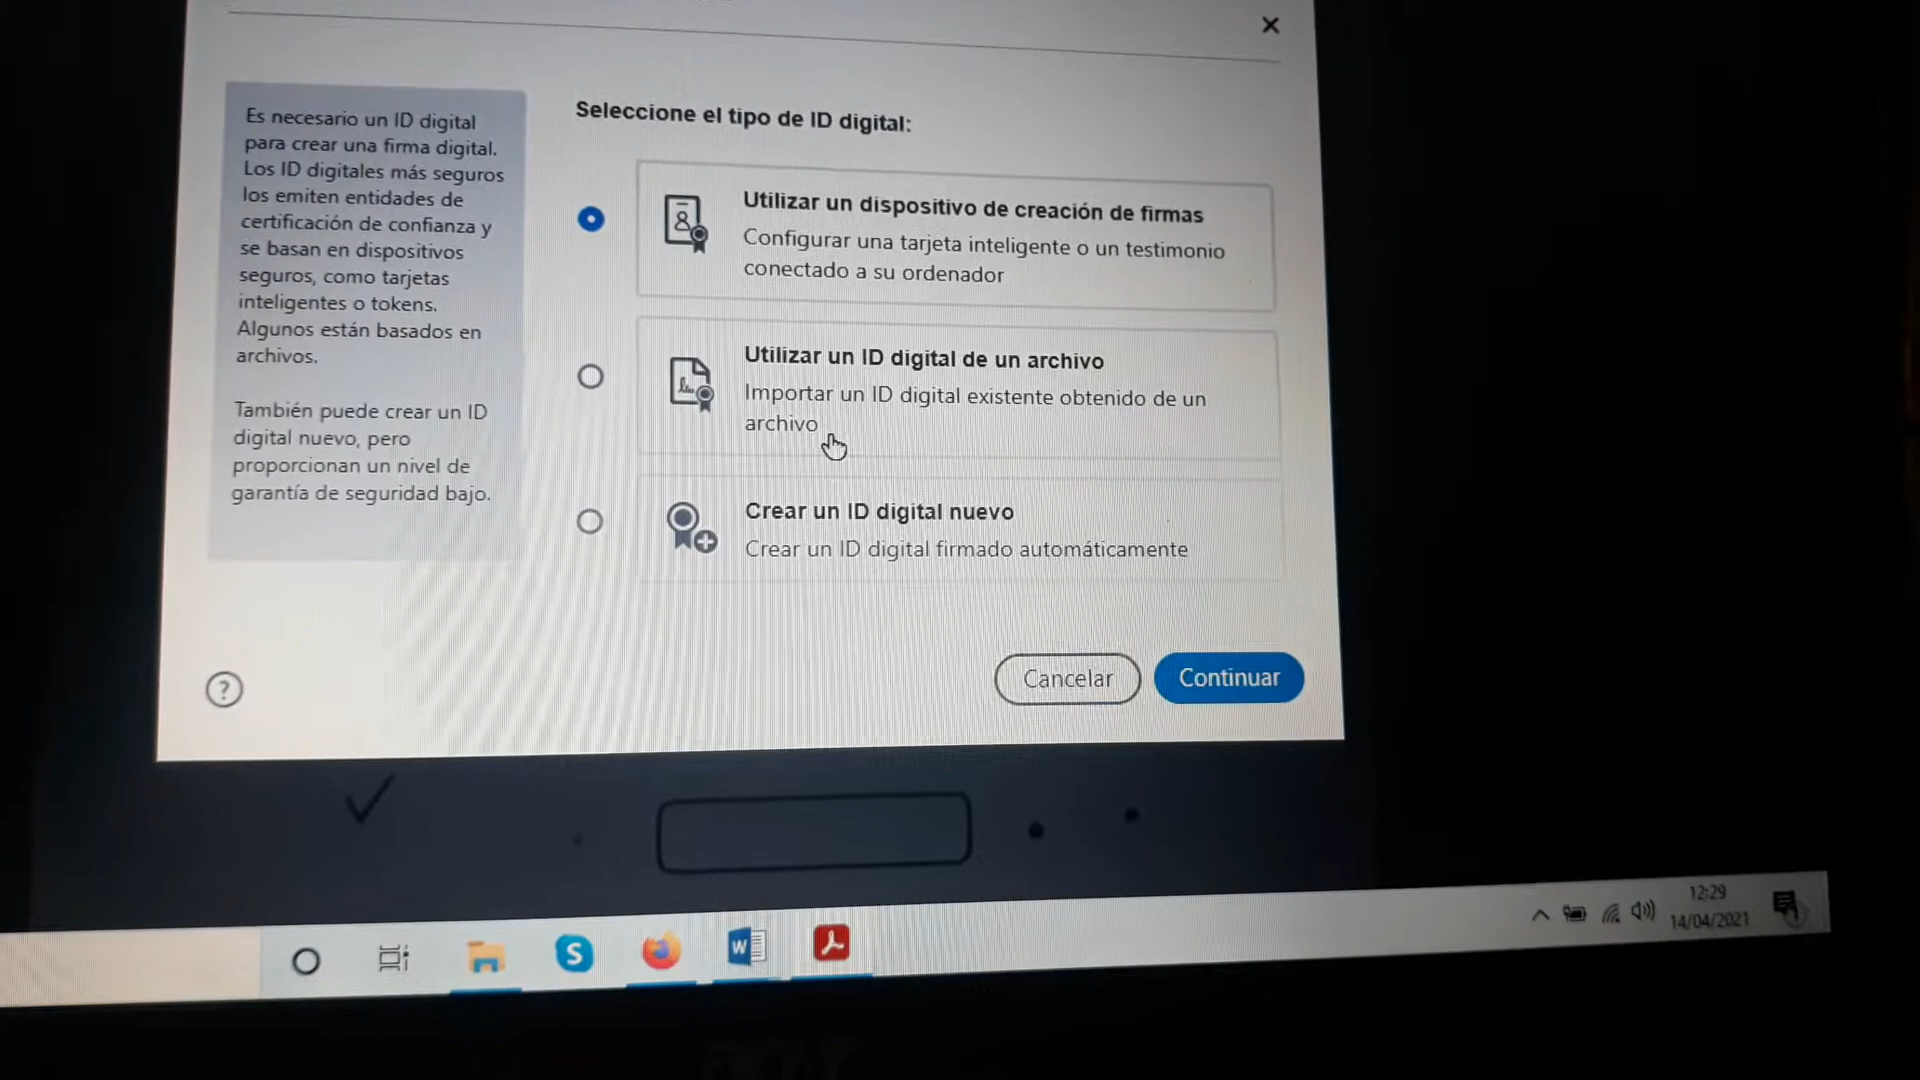 Seleccione el tipo de ID digital:
Es necesario un ID digital
para crear una firma digital.
Los ID digitales más seguros
los emiten entidades de
certificación de confianza y
se basan en dispositivos
seguros, como tarjetas
inteligentes o tokens.
Algunos están basados en
archivos.
También puede crear un ID
digital nuevo, pero
proporcionan un nivel de
garantía de seguridad bajo.
Utilizar un dispositivo de creación de firmas
Configurar una tarjeta inteligente o un testimonio
conectado a su ordenador
Utilizar un ID digital de un archivo
Importar un ID digital existente obtenido de un
archivo
Crear un ID digital nuevo
Crear un ID digital firmado automáticamente
?
Cancelar
Continuar
S
W
12:29
14/04/2021